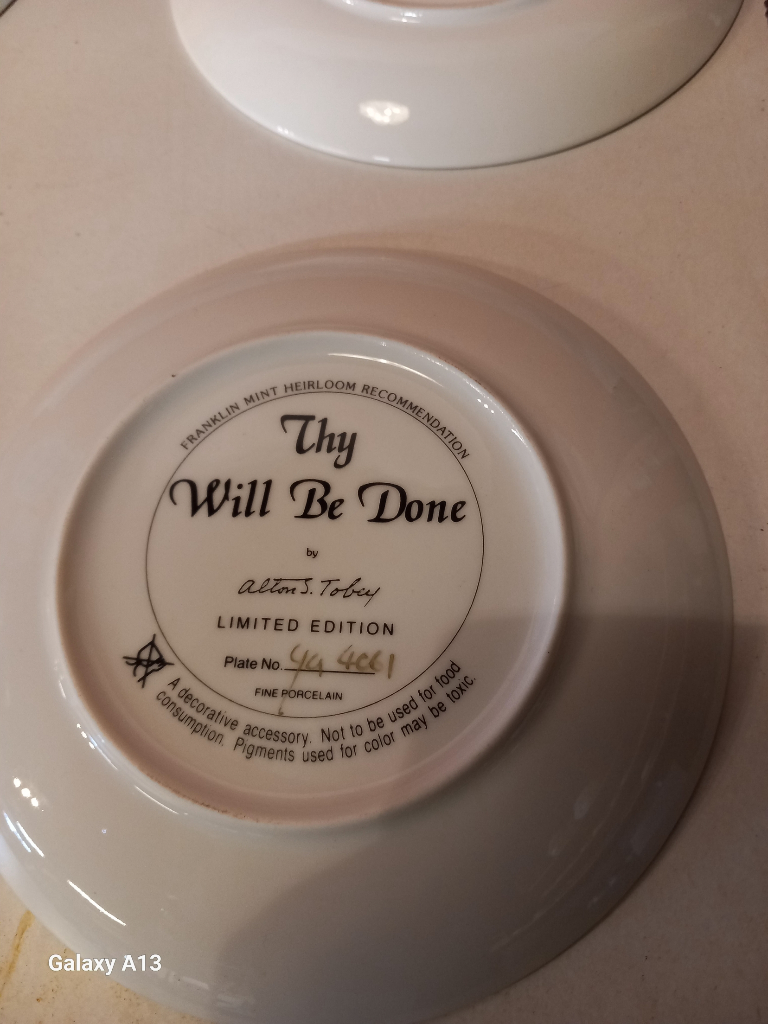 FRANKLIN MINT HEIRLOOM RECOMMENDATION
Thy
Will Be Done
by
Alton S. Tobey
LIMITED EDITION
Plate No.
FINE PORCELAIN
A decorative accessory. Not to be used for food
consumption. Pigments used for color may be toxic.
Galaxy A13